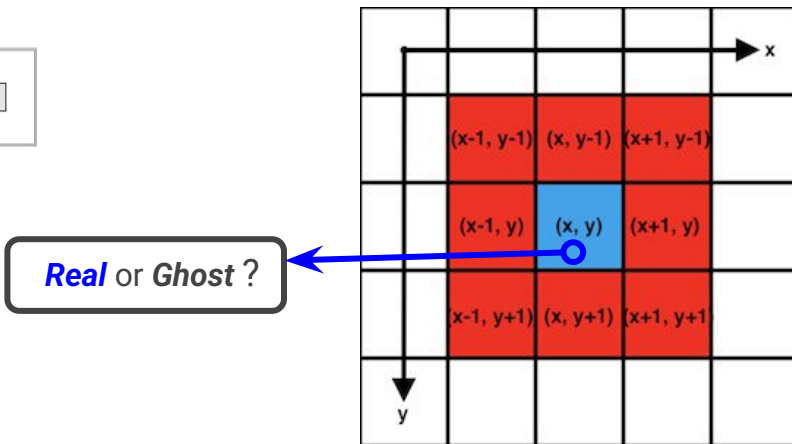 x
(x-1, y-1) (x, y-1) (x+1, y-1)
(x-1, y) (x, y) (x+1, y)
Real or Ghost ?
(x-1, y+1) (x, y+1) (x+1, y+1)
y